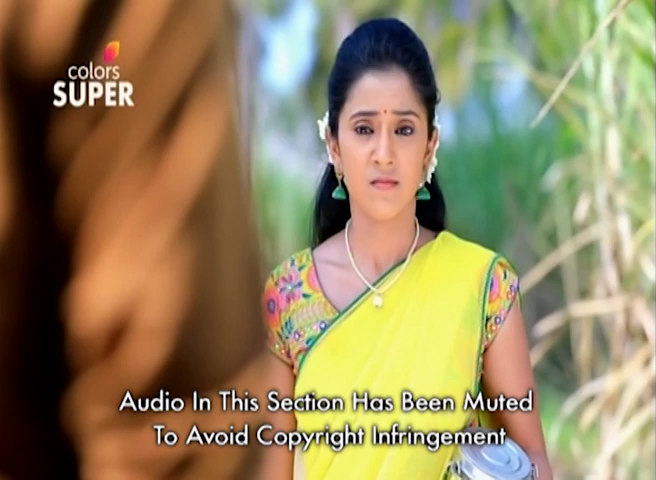 colors
SUPER
Audio In This Section Has Been Muted
To Avoid Copyright Infringement